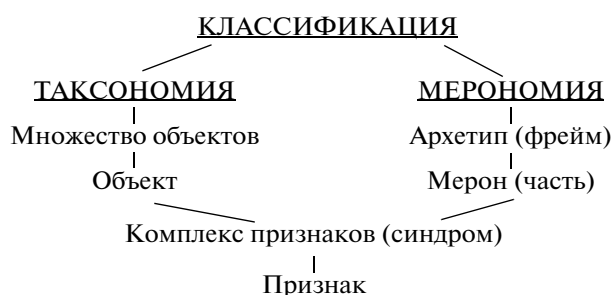 КЛАССИФИКАЦИЯ
ТАКСОНОМИЯ МЕРОНОМИЯ
Множество объектов Архетип (фрейм)
Объект Мерон (часть)
Комплекс признаков (синдром)
Признак